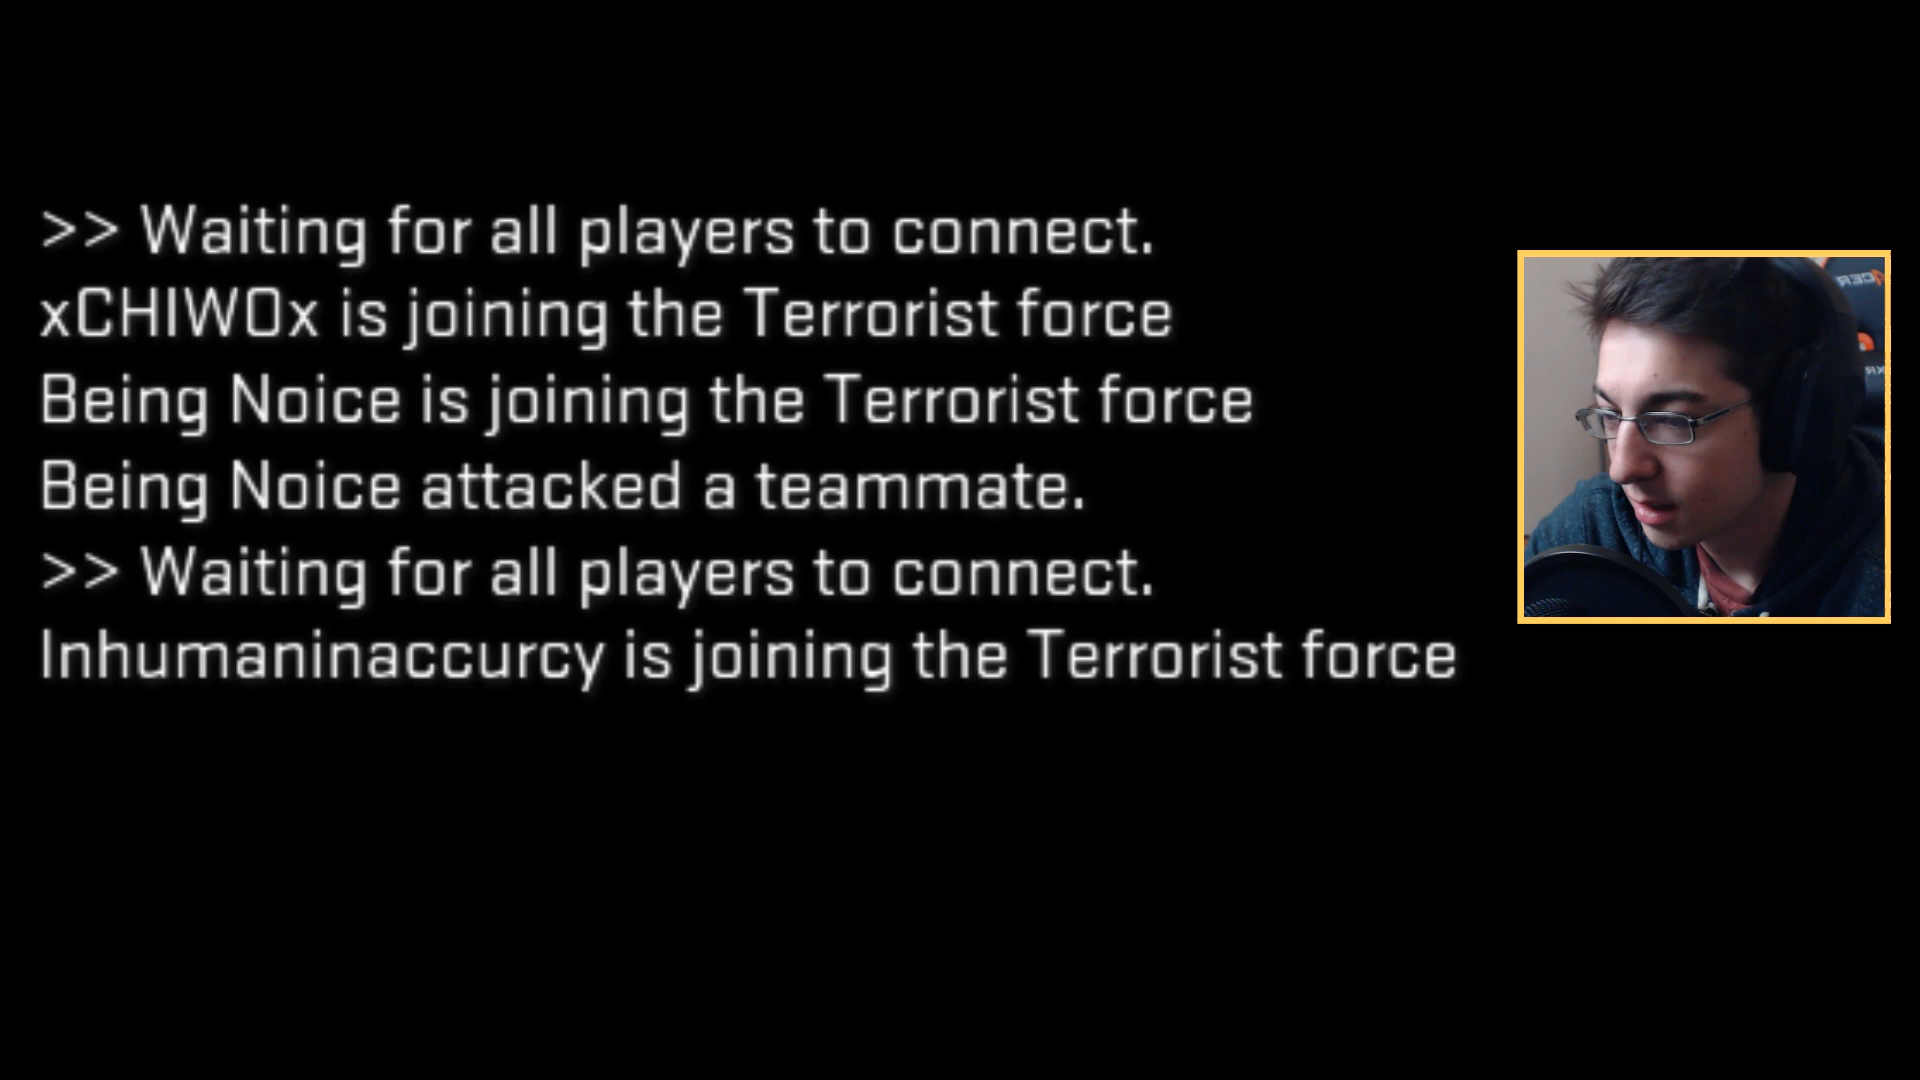 >> Waiting for all players to connect.
xCHIWOx is joining the Terrorist force
Being Noice is joining the Terrorist force
Being Noice attacked a teammate.
>> Waiting for all players to connect.
Inhumaninaccurcy is joining the Terrorist force